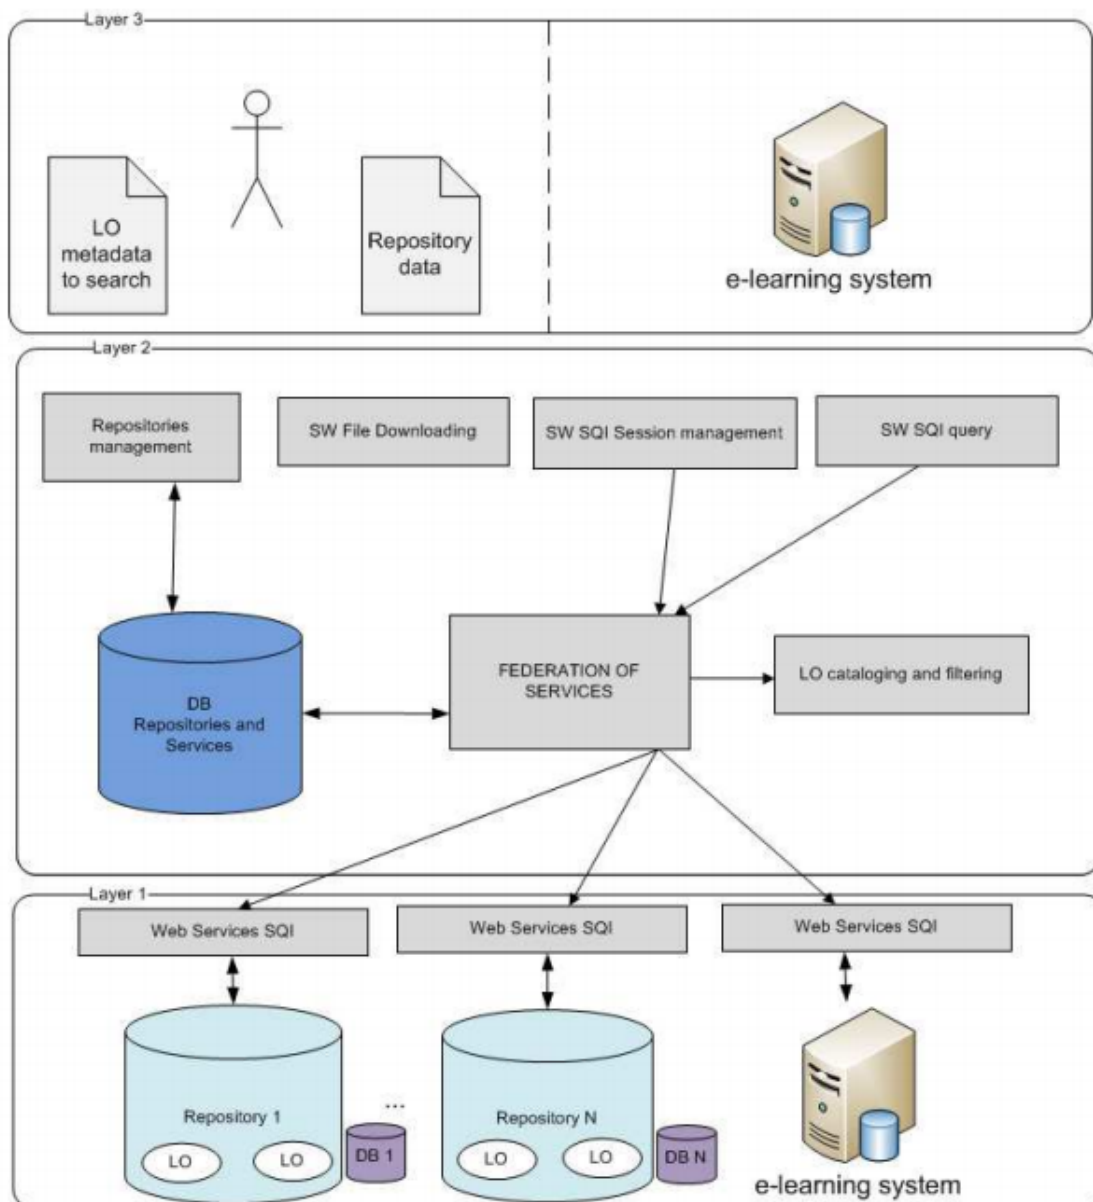 Layer 3
LO
metadada
to search
Repository
data
e-learning system
Layer 2
Repositories
management
SW File Downloading
SW SQI Session management
SW SQI query
DB
Repositories and
Services
FEDERATION OF
SERVICES
LO cataloging and filtering
Layer 1
Web Services SQI
Web Services SQI
Web Services SQI
Repository 1
LO
LO
DB 1
...
Repository N
LO
LO
DB N
e-learning system